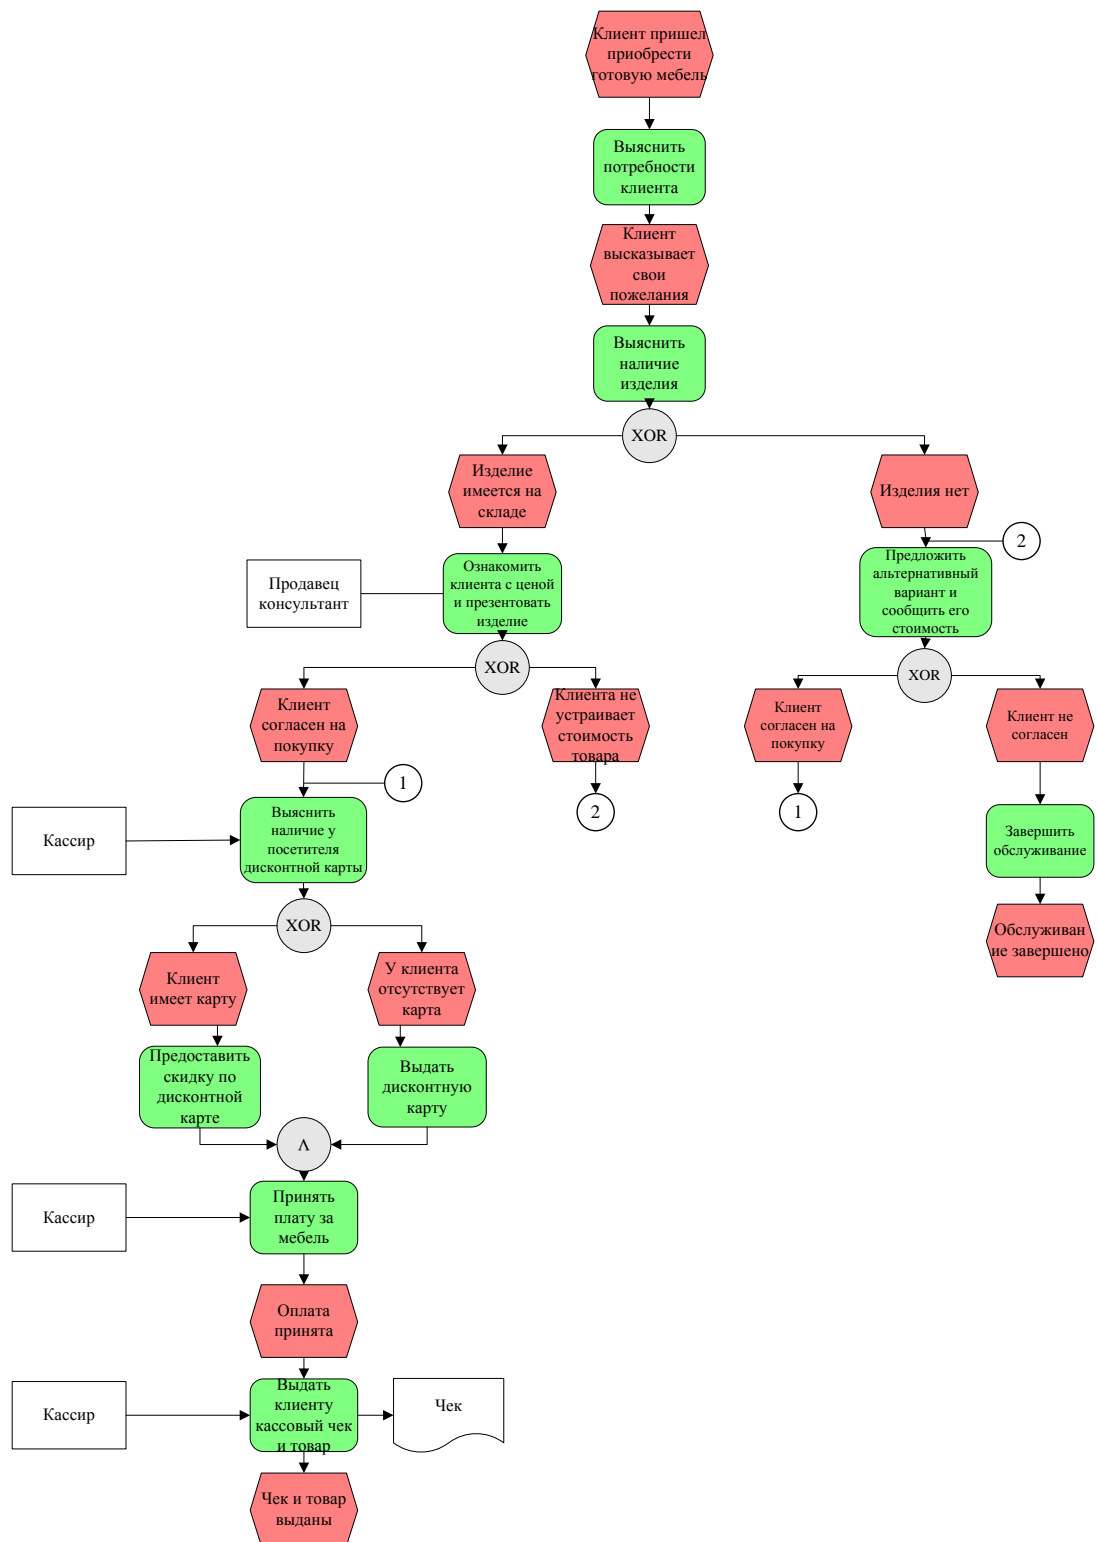 Клиент пришел
приобрести
готовую мебель
Выяснить
потребности
клиента
Клиент
высказывает
свои
пожелания
Выяснить
наличие
изделия
XOR
Изделие
имеется на
складе
Изделия нет
2
Продавец
консультант
Ознакомить
клиента с ценой
и презентовать
изделие
Предложить
альтернативный
вариант и
сообщить его
стоимость
XOR
XOR
Клиент
согласен на
покупку
Клиента не
устраивает
стоимость
товара
Клиент
согласен на
покупку
Клиент не
согласен
1
2
1
Кассир
Выяснить
наличие у
посетителя
дисконтной карты
Завершить
обслуживание
XOR
Обслуживан
ие завершено
Клиент
имеет карту
У клиента
отсутствует
карта
Предоставить
скидку по
дисконтной
карте
Выдать
дисконтную
карту
Λ
Кассир
Принять
плату за
мебель
Оплата
принята
Кассир
Выдать
клиенту
кассовый чек
и товар
Чек
Чек и товар
выданы